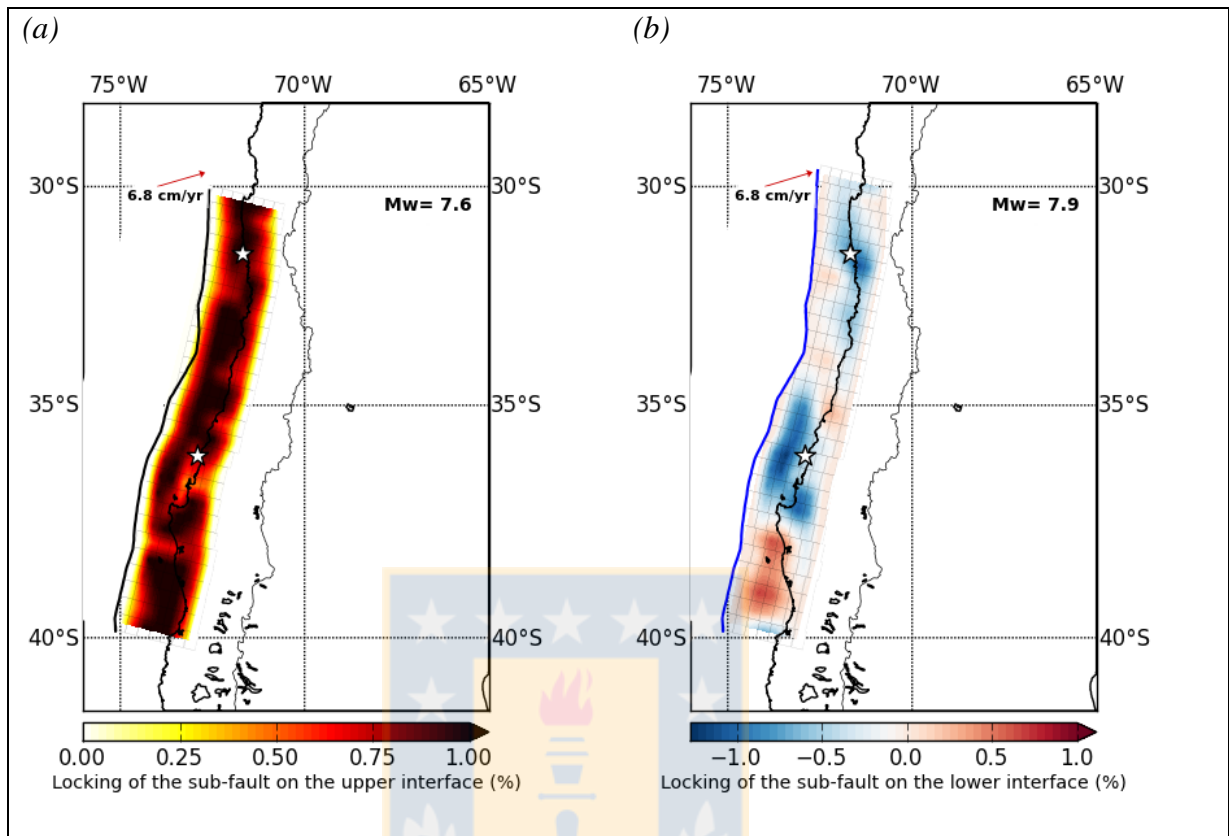 (a)
(b)
75°W 70°W 65°W
75°W 70°W 65°W
6.8 cm/yr
30°S
30°S
Mw= 7.6
6.8 cm/yr
30°S
Mw= 7.9
35°S
35°S
35°S
40°S
40°S
40°S
0.00 0.25 0.50 0.75 1.00
Locking of the sub-fault on the upper interface (%)
−1.0 −0.5 0.0 0.5 1.0
Locking of the sub-fault on the lower interface (%)